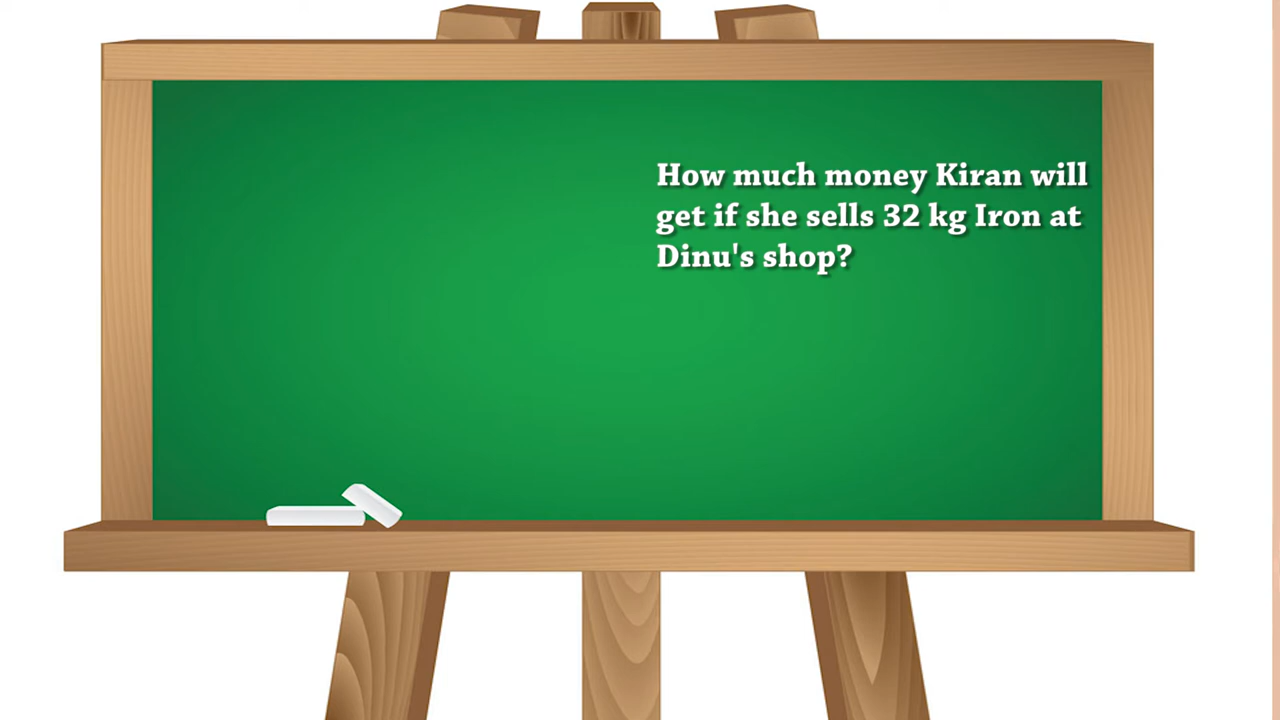 How much money Kiran will
get if she sells 32 kg Iron at
Dinu's shop?